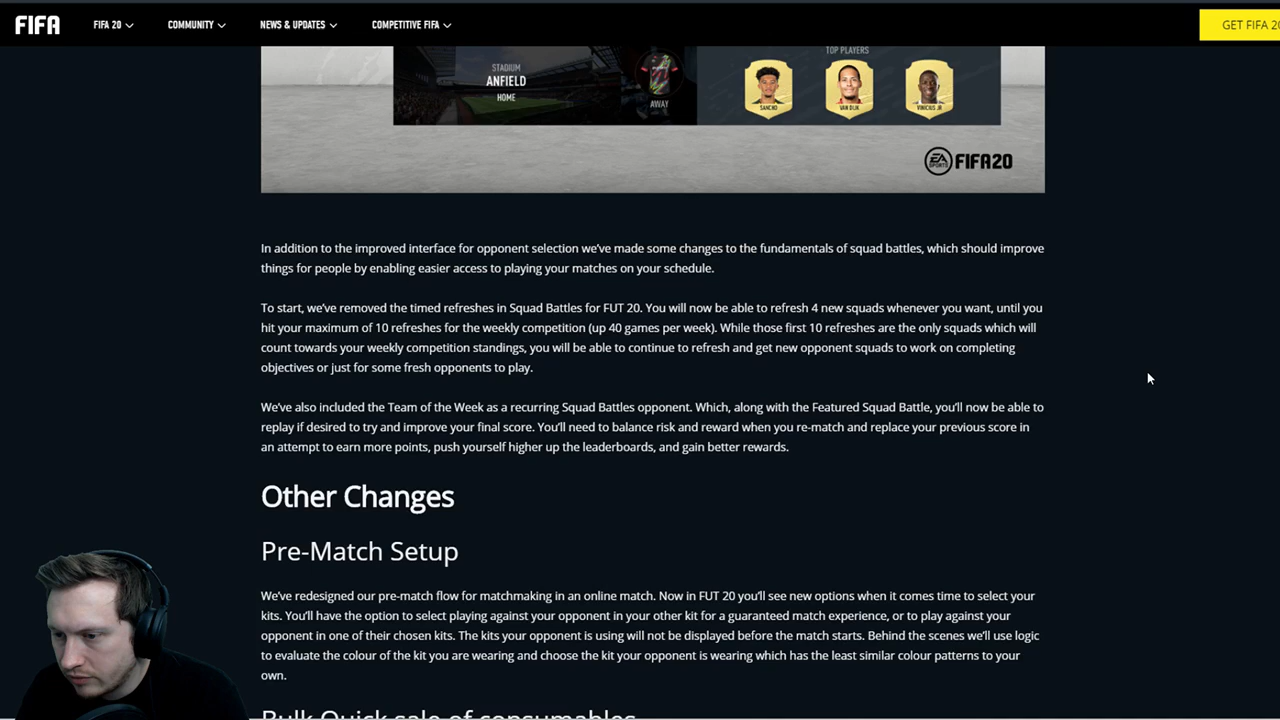 FIFA
FIFA 20
COMMUNITY
NEWS & UPDATES
COMPETITIVE FIFA
GET FIFA 20
STADIUM
ANFIELD
HOME
AWAY
TOP PLAYERS
SANCHO
VAN DIJK
VINICIUS JR.
EA SPORTS FIFA20
In addition to the improved interface for opponent selection we've made some changes to the fundamentals of squad battles, which should improve
things for people by enabling easier access to playing your matches on your schedule.
To start, we've removed the timed refreshes in Squad Battles for FUT 20. You will now be able to refresh 4 new squads whenever you want, until you
hit your maximum of 10 refreshes for the weekly competition (up 40 games per week). While those first 10 refreshes are the only squads which will
count towards your weekly competition standings, you will be able to continue to refresh and get new opponent squads to work on completing
objectives or just for some fresh opponents to play.
We've also included the Team of the Week as a recurring Squad Battles opponent. Which, along with the Featured Squad Battle, you'll now be able to
replay if desired to try and improve your final score. You'll need to balance risk and reward when you re-match and replace your previous score in
an attempt to earn more points, push yourself higher up the leaderboards, and gain better rewards.
Other Changes
Pre-Match Setup
We've redesigned our pre-match flow for matchmaking in an online match. Now in FUT 20 you'll see new options when it comes time to select your
kits. You'll have the option to select playing against your opponent in your other kit for a guaranteed match experience, or to play against your
opponent in one of their chosen kits. The kits your opponent is using will not be displayed before the match starts. Behind the scenes we'll use logic
to evaluate the colour of the kit you are wearing and choose the kit your opponent is wearing which has the least similar colour patterns to your
own.
Bulk Quick sale of consumables